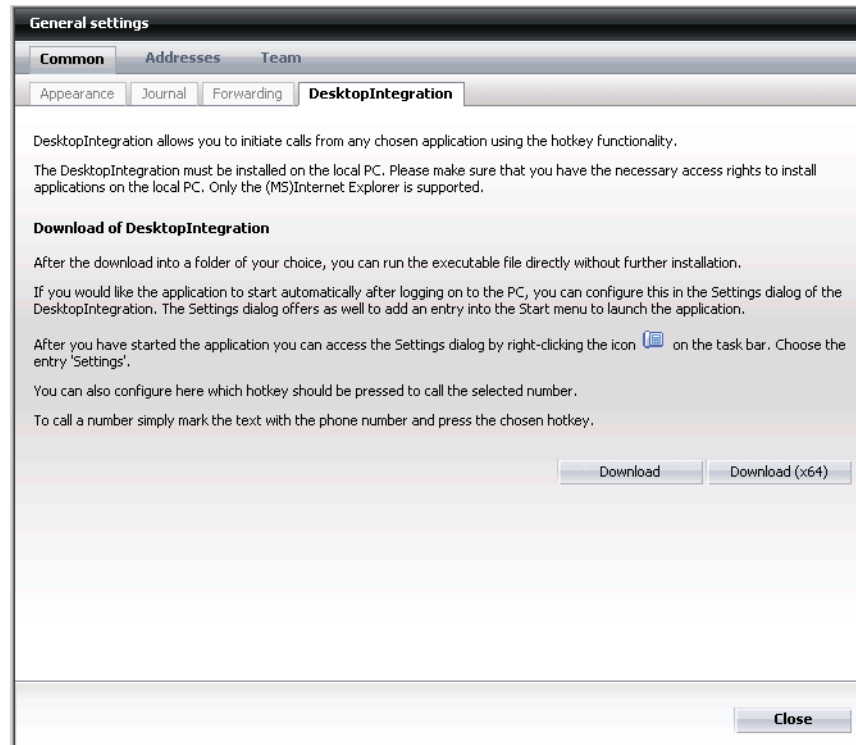 General settings
Common Addresses Team
Appearance Journal Forwarding DesktopIntegration
DesktopIntegration allows you to initiate calls from any chosen application using the hotkey functionality.
The DesktopIntegration must be installed on the local PC. Please make sure that you have the necessary access rights to install
applications on the local PC. Only the (MS)Internet Explorer is supported.
Download of DesktopIntegration
After the download into a folder of your choice, you can run the executable file directly without further installation.
If you would like the application to start automatically after logging on to the PC, you can configure this in the Settings dialog of the
DesktopIntegration. The Settings dialog offers as well to add an entry into the Start menu to launch the application.
After you have started the application you can access the Settings dialog by right-clicking the icon on the task bar. Choose the
entry 'Settings'.
You can also configure here which hotkey should be pressed to call the selected number.
To call a number simply mark the text with the phone number and press the chosen hotkey.
Download Download (x64)
Close